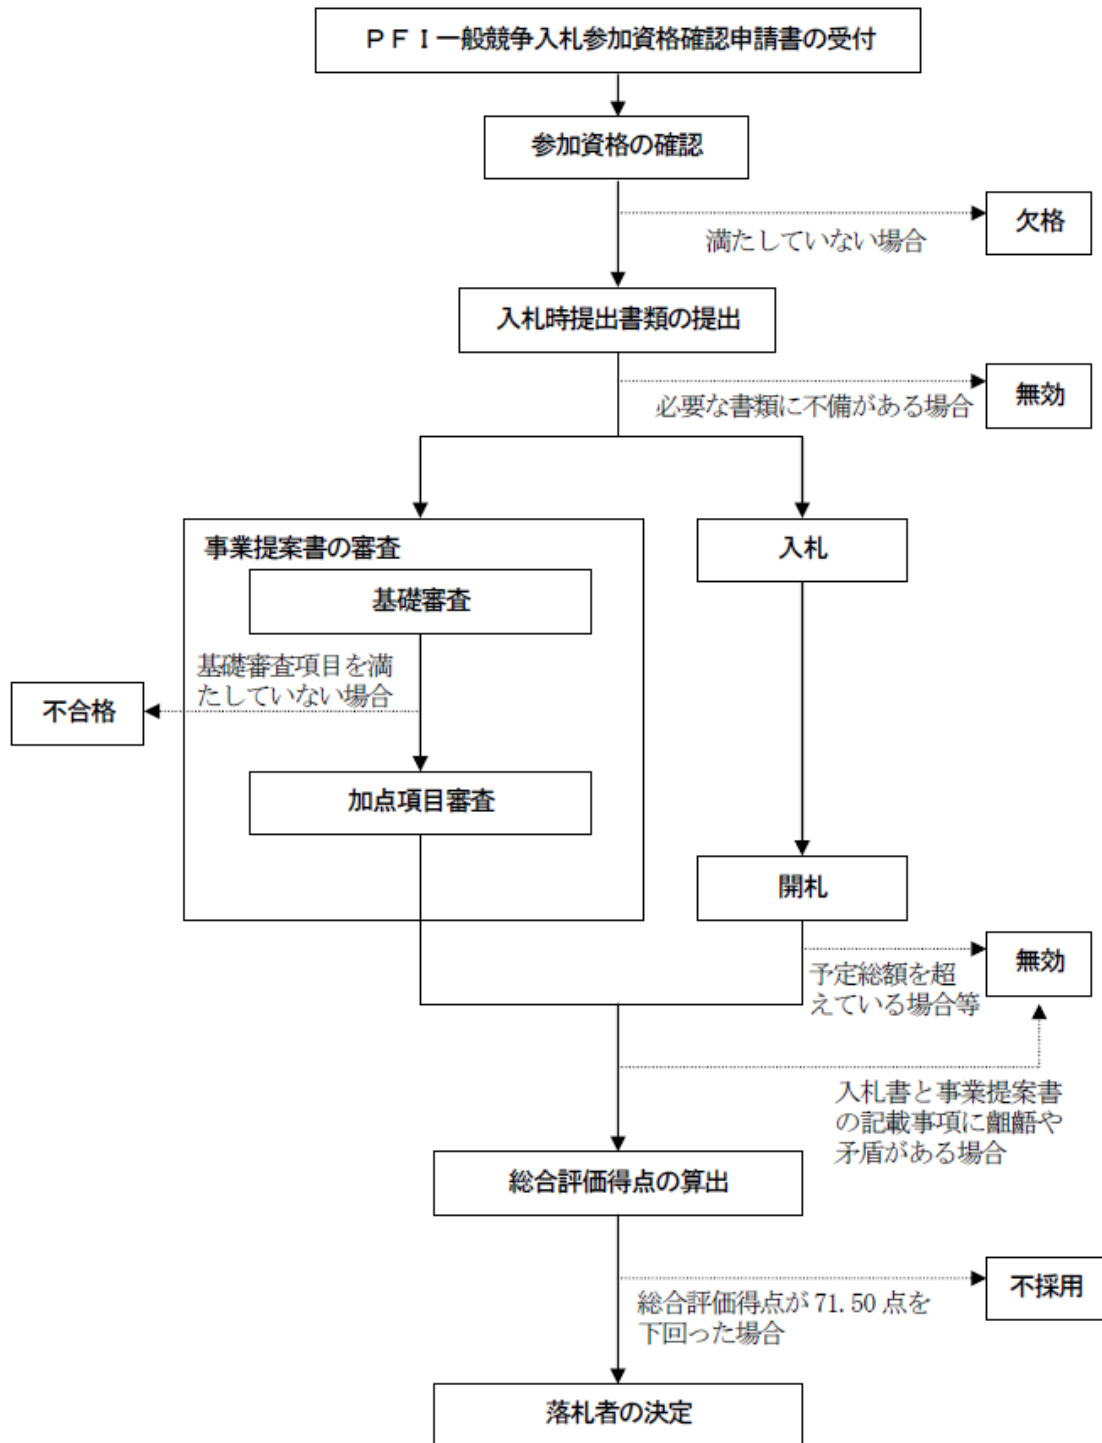 ＰＦＩ一般競争入札参加資格確認申請書の受付
参加資格の確認
欠格
満たしていない場合
入札時提出書類の提出
無効
必要な書類に不備がある場合
事業提案書の審査
入札
基礎審査
基礎審査項目を満
たしていない場合
不合格
加点項目審査
開札
無効
予定総額を超
えている場合等
入札書と事業提案書
の記載事項に齟齬や
矛盾がある場合
総合評価得点の算出
不採用
総合評価得点が 71.50 点を
下回った場合
落札者の決定